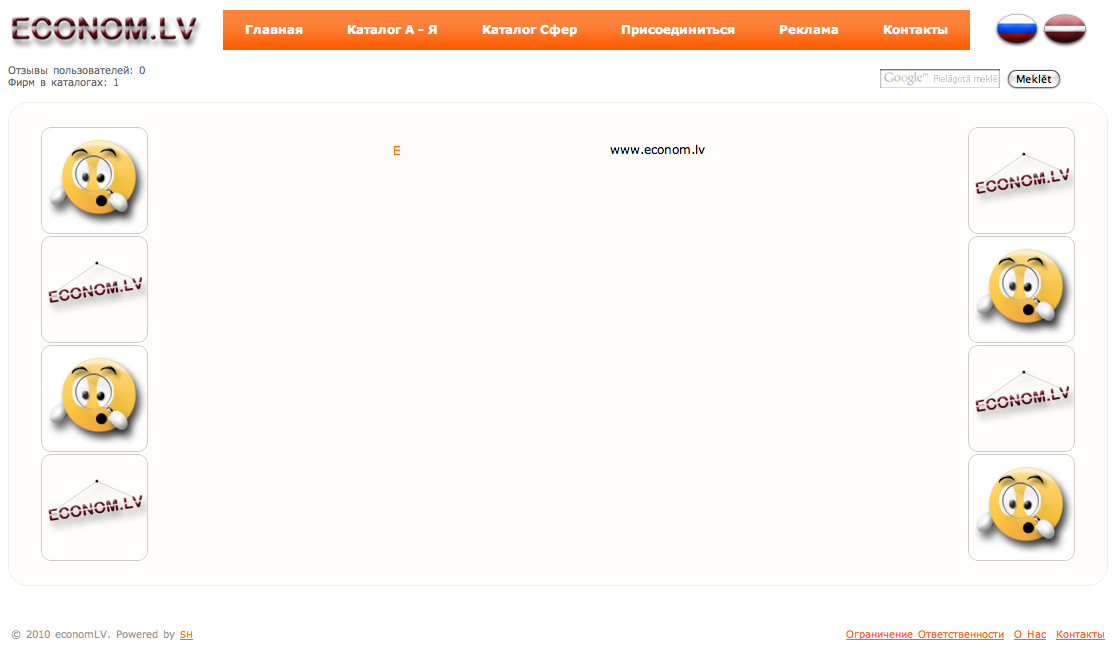 ECONOM.LV
Главная Каталог А – Я Каталог Сфер Присоединиться Реклама Контакты
Отзывы пользователей: 0
Фирм в каталогах: 1
Google™ Pielāgotā meklē
Meklēt
E www.econom.lv
ECONOM.LV
ECONOM.LV
ECONOM.LV
ECONOM.LV
© 2010 economLV. Powered by SH
Ограничение Ответственности О Нас Контакты